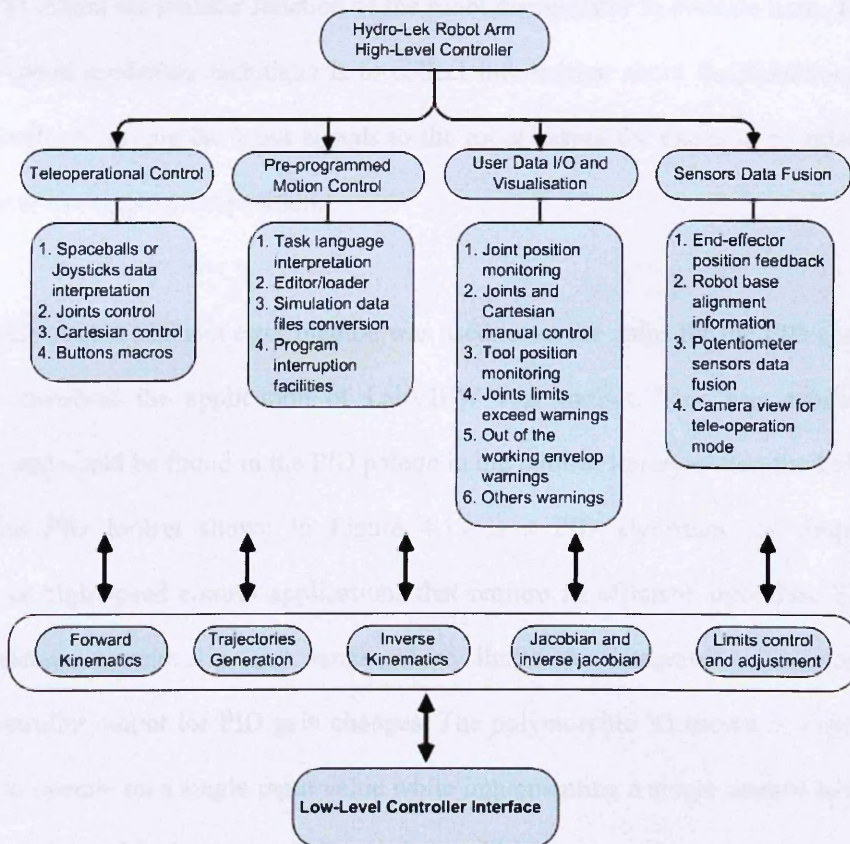 Hydro-Lek Robot Arm
High-Level Controller
Teleoperational Control
Pre-programmed
Motion Control
User Data I/O and
Visualisation
Sensors Data Fusion
1. Spaceballs or
Joysticks data
interpretation
2. Joints control
3. Cartesian control
4. Buttons macros
1. Task language
interpretation
2. Editor/loader
3. Simulation data
files conversion
4. Program
interruption
facilities
1. Joint position
monitoring
2. Joints and
Cartesian
manual control
3. Tool position
monitoring
4. Joints limits
exceed warnings
5. Out of the
working envelop
warnings
6. Others warnings
1. End-effector
position feedback
2. Robot base
alignment
information
3. Potentiometer
sensors data
fusion
4. Camera view for
tele-operation
mode
Forward
Kinematics
Trajectories
Generation
Inverse
Kinematics
Jacobian and
inverse jacobian
Limits control
and adjustment
Low-Level Controller Interface